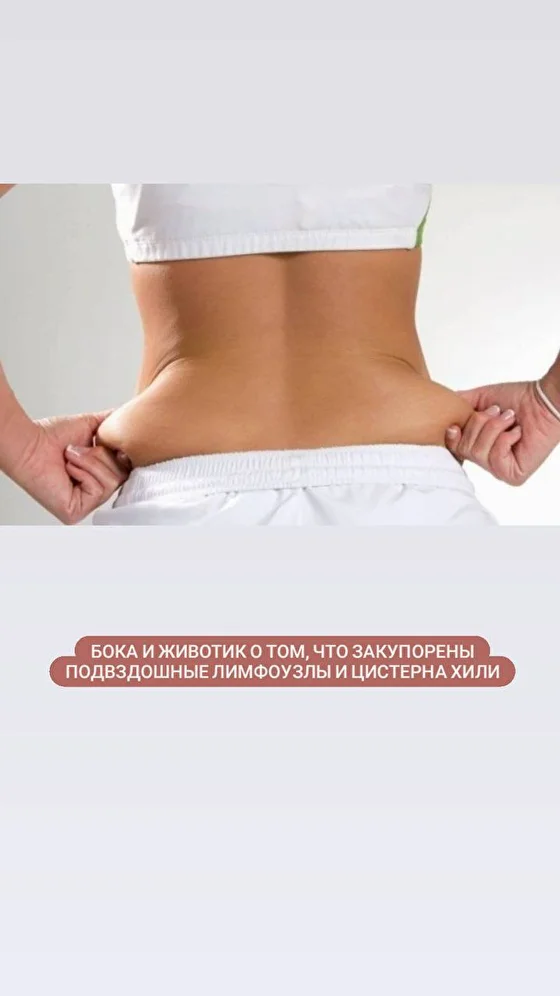 БОКА И ЖИВОТИК О ТОМ, ЧТО ЗАКУПОРЕНЫ
ПОДВЗДОШНЫЕ ЛИМФОУЗЛЫ И ЦИСТЕРНА ХИЛИ